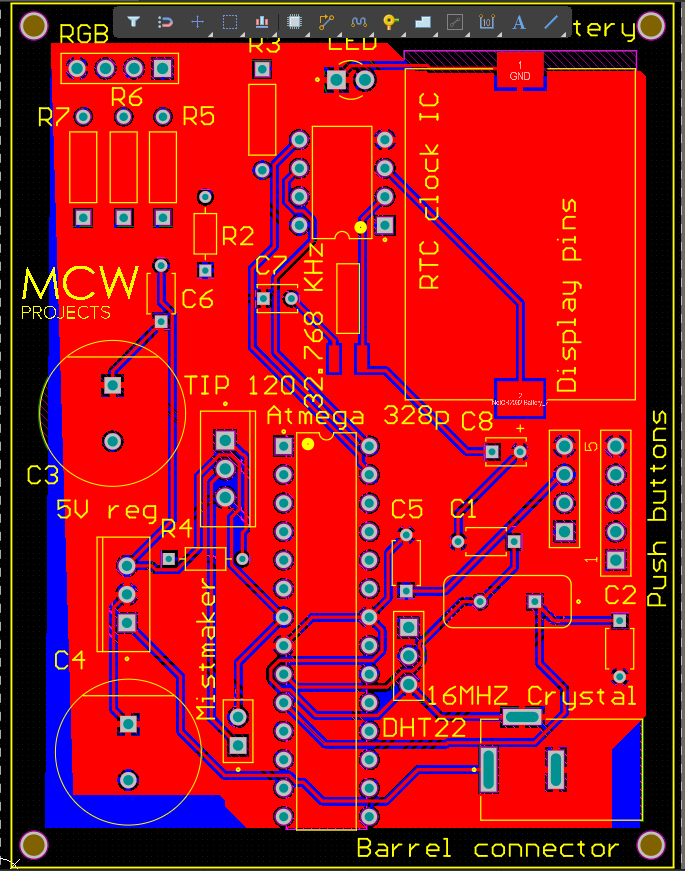 RGB
R3
LED
tery
1
GND
R6
R7
R5
RTC clock IC
R2
C7
32.768 KHz
Display pins
MCW
PROJECTS
C6
TIP 120
Atmega 328p
C8
+
2
C3
5V reg
R4
C5
C1
5
1
Push buttons
C2
Mistmaker
C4
16MHZ Crystal
DHT22
Barrel connector